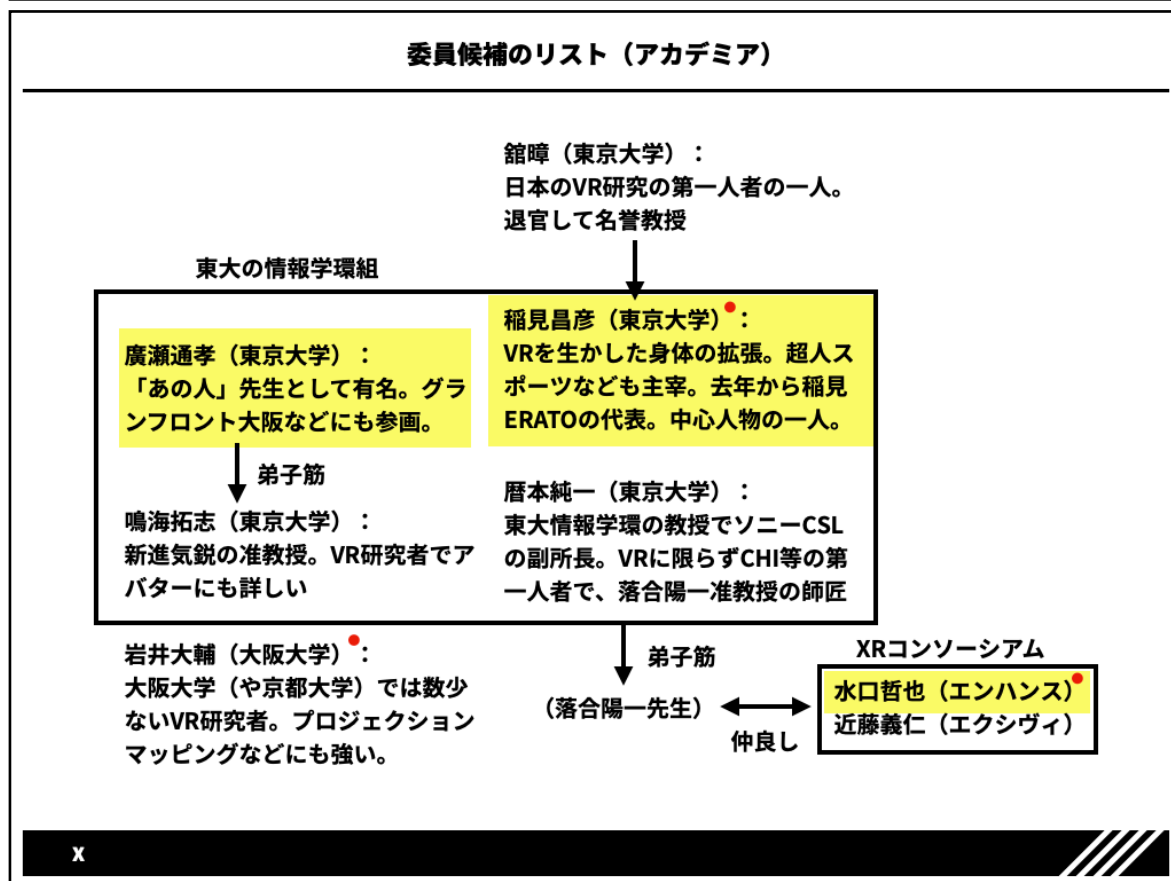 委員候補のリスト（アカデミア）
舘暲（東京大学）：
日本のVR研究の第一人者の一人。
退官して名誉教授
東大の情報学環組
廣瀬通孝（東京大学）：
「あの人」先生として有名。グラ
ンフロント大阪などにも参画。
稲見昌彦（東京大学）：
VRを生かした身体の拡張。超人ス
ポーツなども主宰。去年から稲見
ERATOの代表。中心人物の一人。
弟子筋
鳴海拓志（東京大学）：
新進気鋭の准教授。VR研究者でア
バターにも詳しい
暦本純一（東京大学）：
東大情報学環の教授でソニーCSL
の副所長。VRに限らずCHI等の第
一人者で、落合陽一准教授の師匠
岩井大輔（大阪大学）：
大阪大学（や京都大学）では数少
ないVR研究者。プロジェクション
マッピングなどにも強い。
弟子筋
（落合陽一先生）
仲良し
XRコンソーシアム
水口哲也（エンハンス）
近藤義仁（エクシヴィ）
X